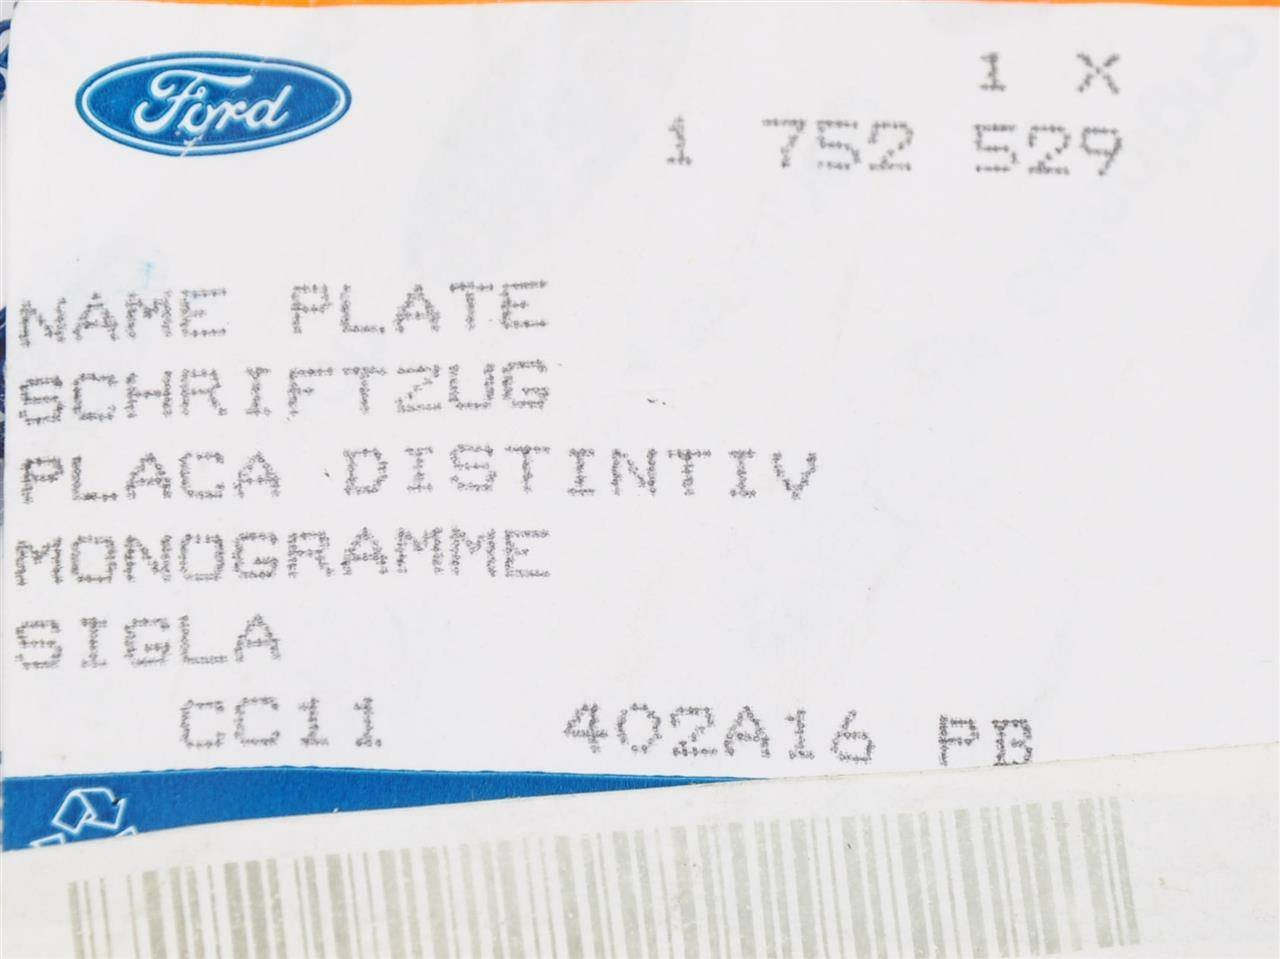 Ford
1 X
1 752 529
NAME PLATE
SCHRIFTZUG
PLACA DISTINTIV
MONOGRAMME
SIGLA
CC11 402A16 PB